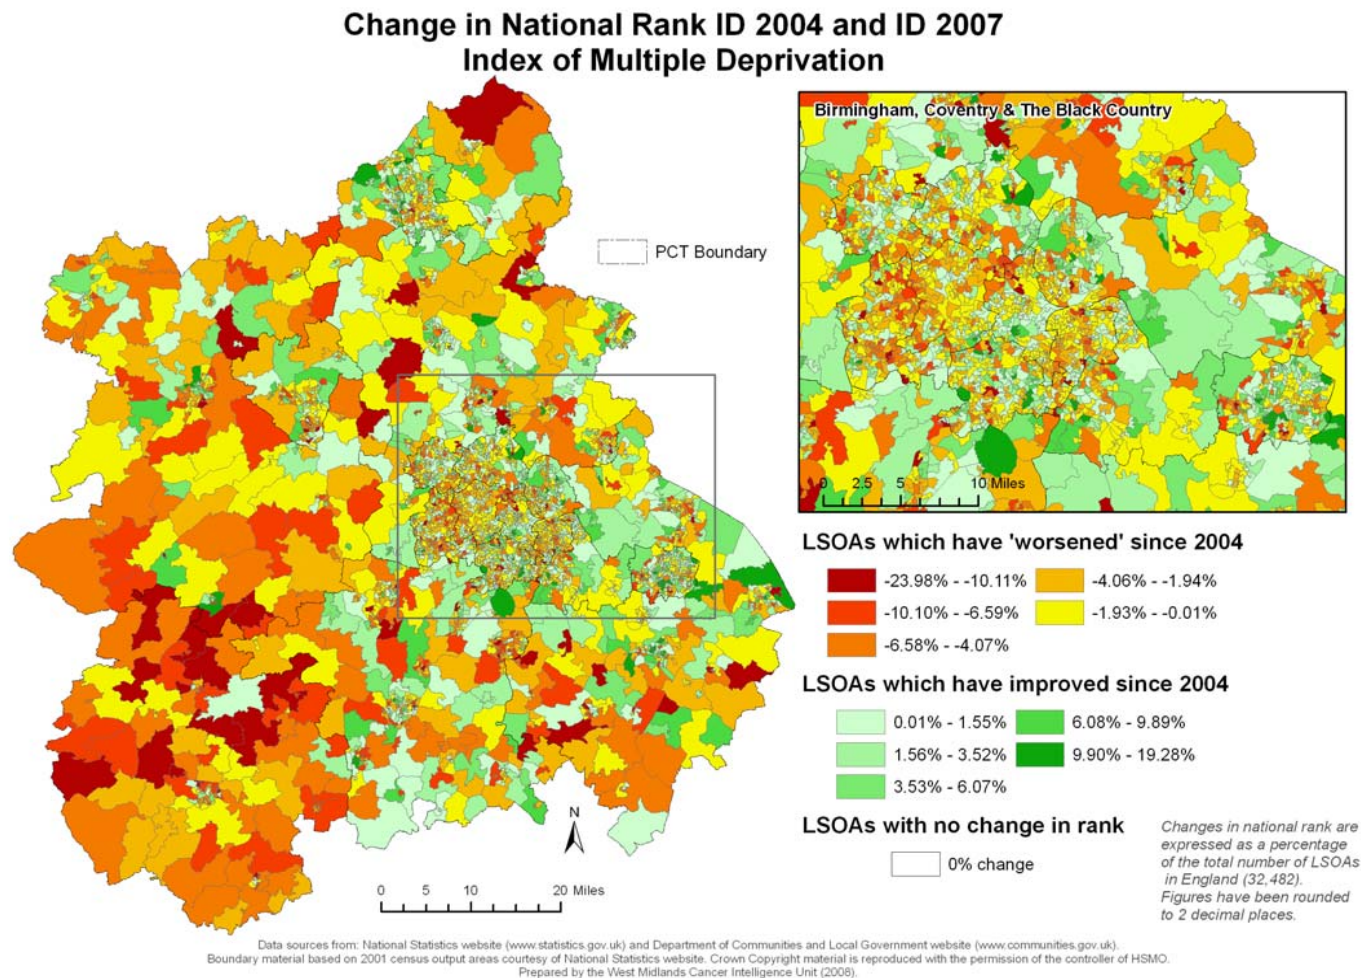 Change in National Rank ID 2004 and ID 2007
Index of Multiple Deprivation
Birmingham, Coventry & The Black Country
PCT Boundary
0 2.5 5 10 Miles
LSOAs which have 'worsened' since 2004
-23.98% - -10.11%
-4.06% - -1.94%
-10.10% - -6.59%
-1.93% - -0.01%
-6.58% - -4.07%
LSOAs which have improved since 2004
0.01% - 1.55%
6.08% - 9.89%
1.56% - 3.52%
9.90% - 19.28%
3.53% - 6.07%
LSOAs with no change in rank
0% change
Changes in national rank are
expressed as a percentage
of the total number of LSOAs
in England (32,482).
Figures have been rounded
to 2 decimal places.
N
0 5 10 20 Miles
Data sources from: National Statistics website (www.statistics.gov.uk) and Department of Communities and Local Government website (www.communities.gov.uk).
Boundary material based on 2001 census output areas courtesy of National Statistics website. Crown Copyright material is reproduced with the permission of the controller of HSMO.
Prepared by the West Midlands Cancer Intelligence Unit (2008).